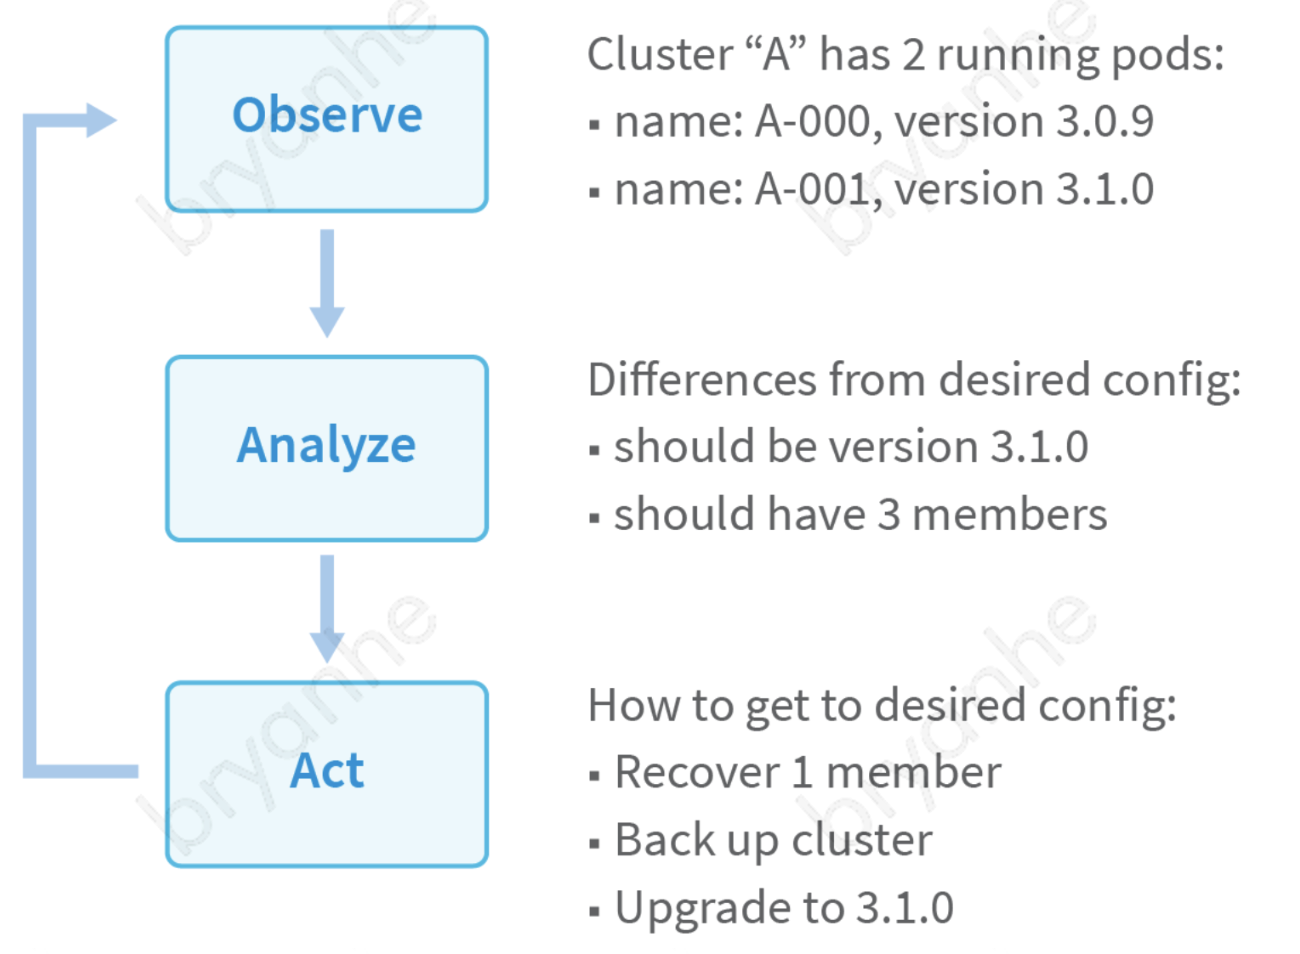 Observe
Cluster “A” has 2 running pods:
▪ name: A-000, version 3.0.9
▪ name: A-001, version 3.1.0
Analyze
Differences from desired config:
▪ should be version 3.1.0
▪ should have 3 members
Act
How to get to desired config:
▪ Recover 1 member
▪ Back up cluster
▪ Upgrade to 3.1.0
bryanhe
bryanhe
bryanhe
bryanhe